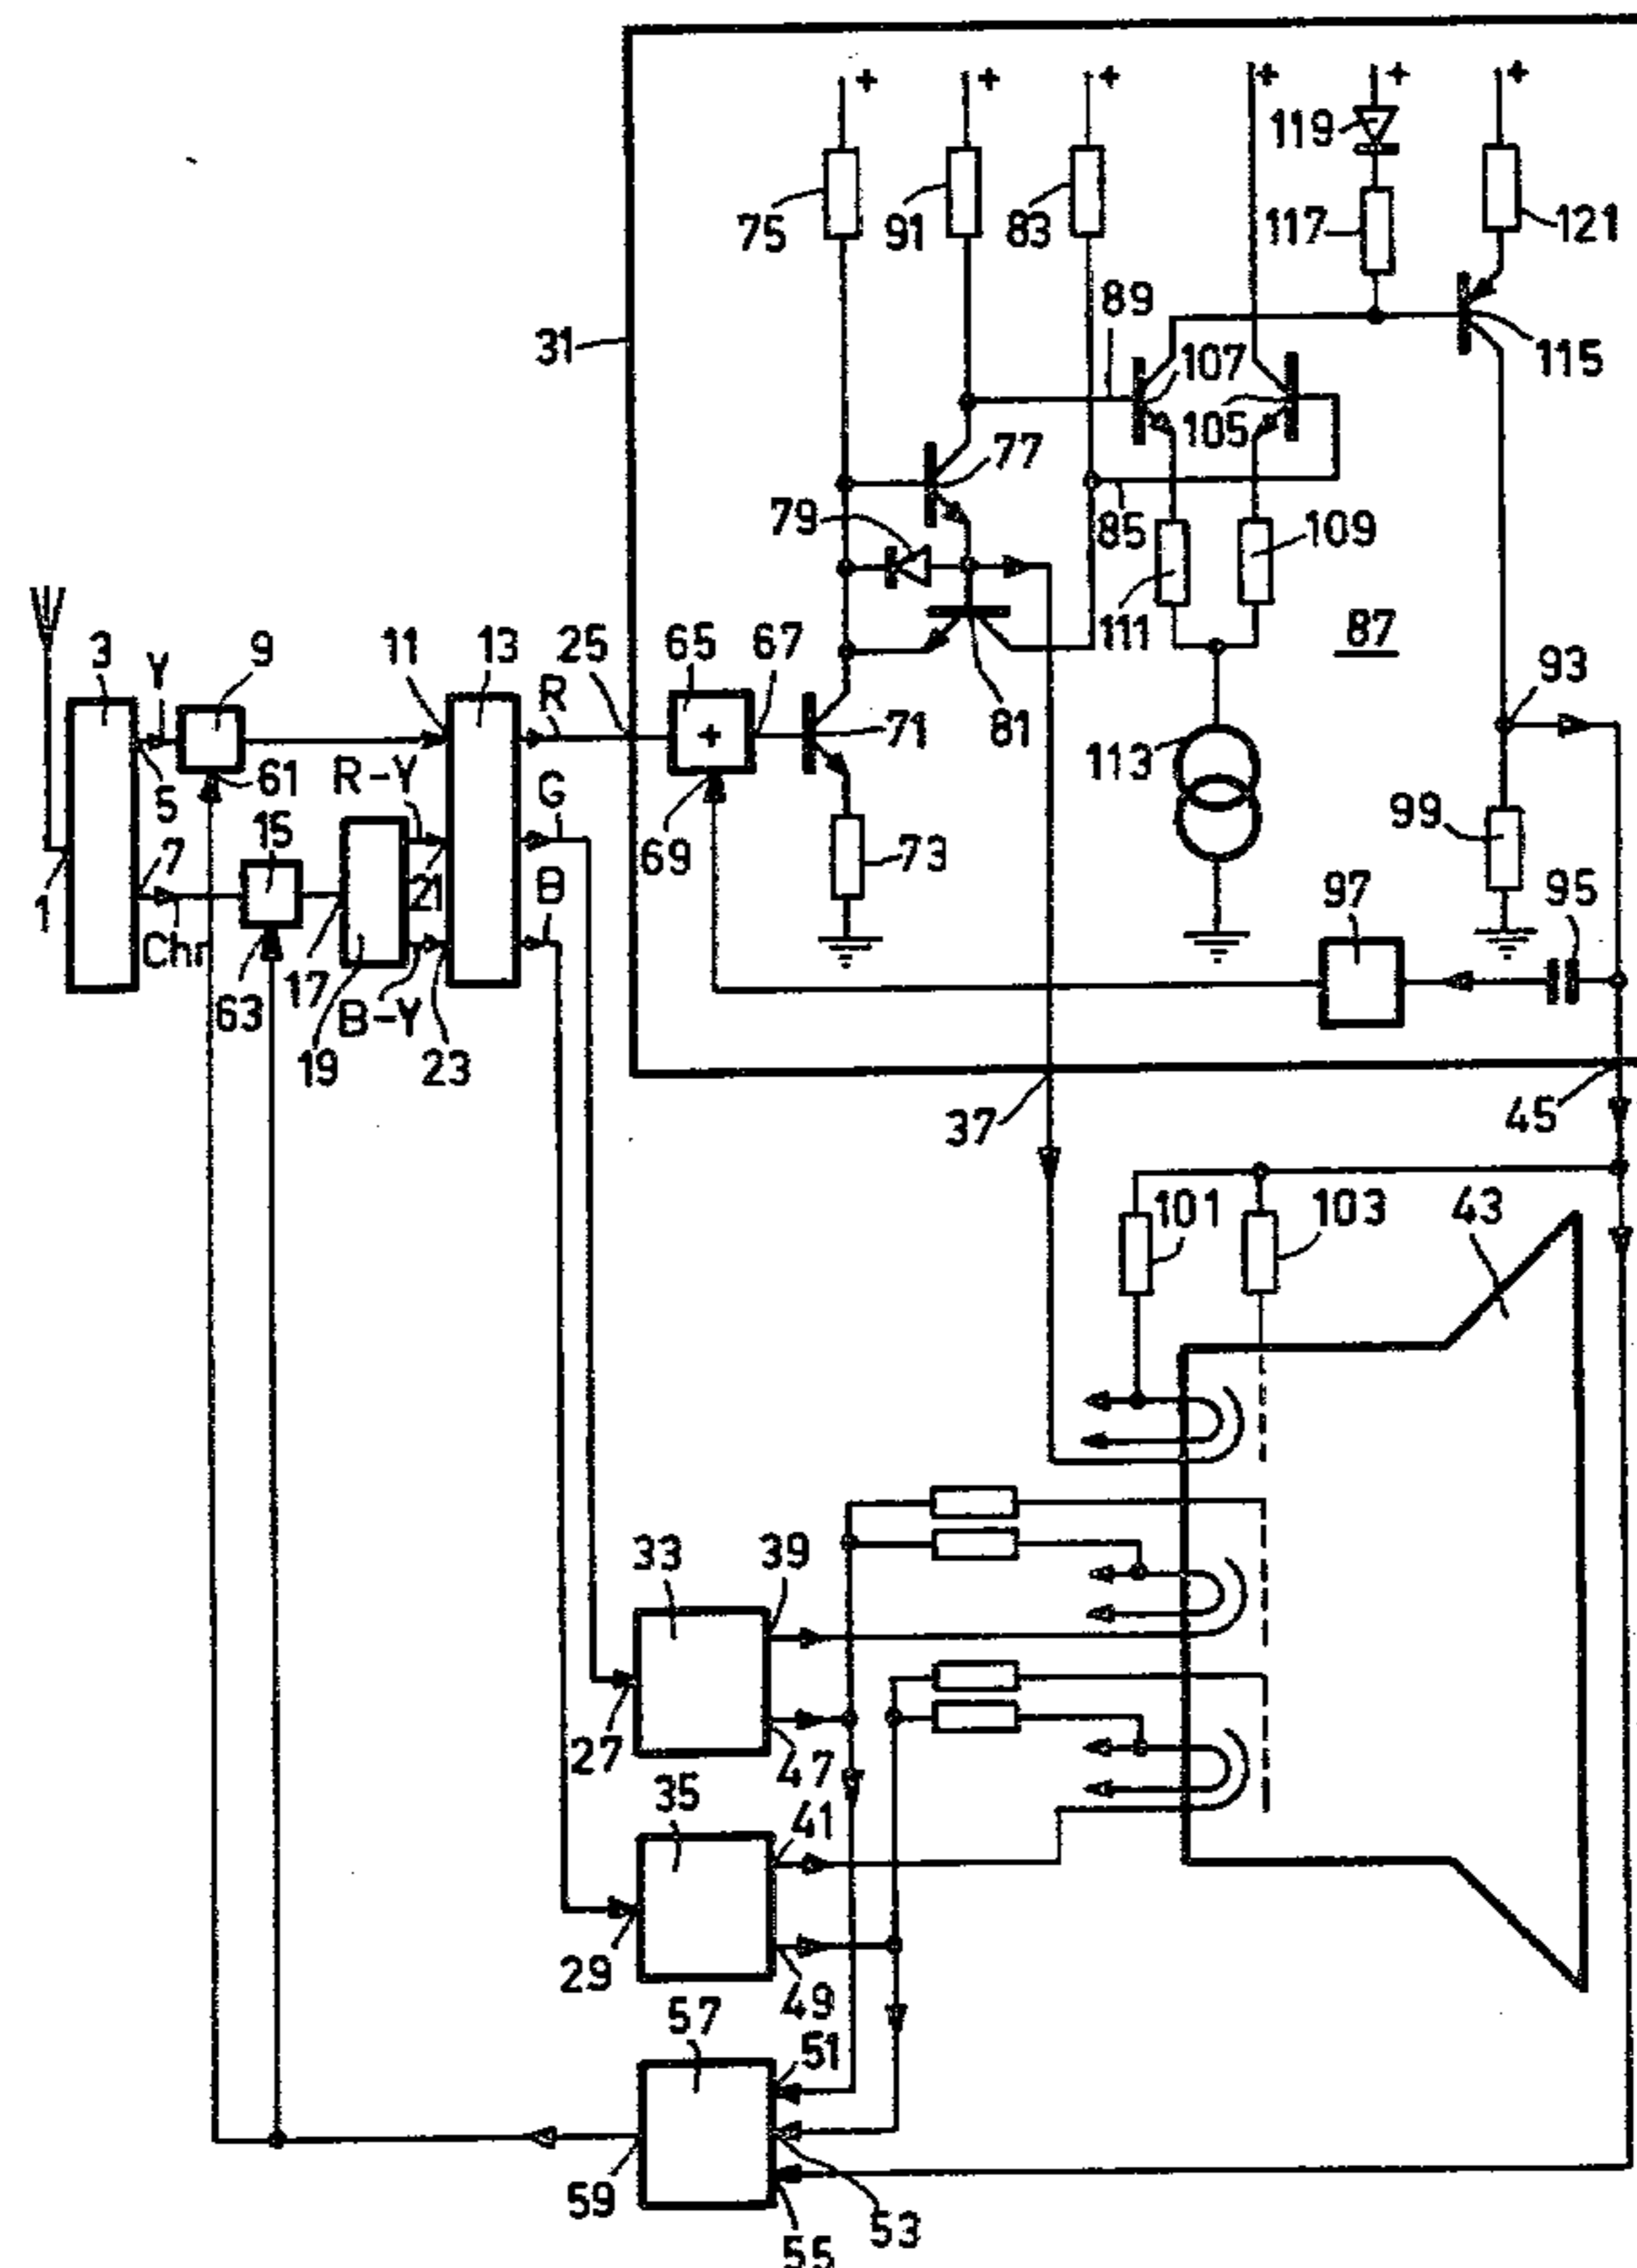 + + + + + +
119
75 91 83 117 121
89
31 107 115
105
77
79 85 109
111 87
3 Y 9 11 13 25 65 67 93
R + 71 81
5 61 R-Y G 113
15 69 73 99
7 21 B 97 95
1 Chr
63 17 B-Y
19 23
37 45
101 103 43
33 39
27 47
35 41
29 49
57 51
59 53
55